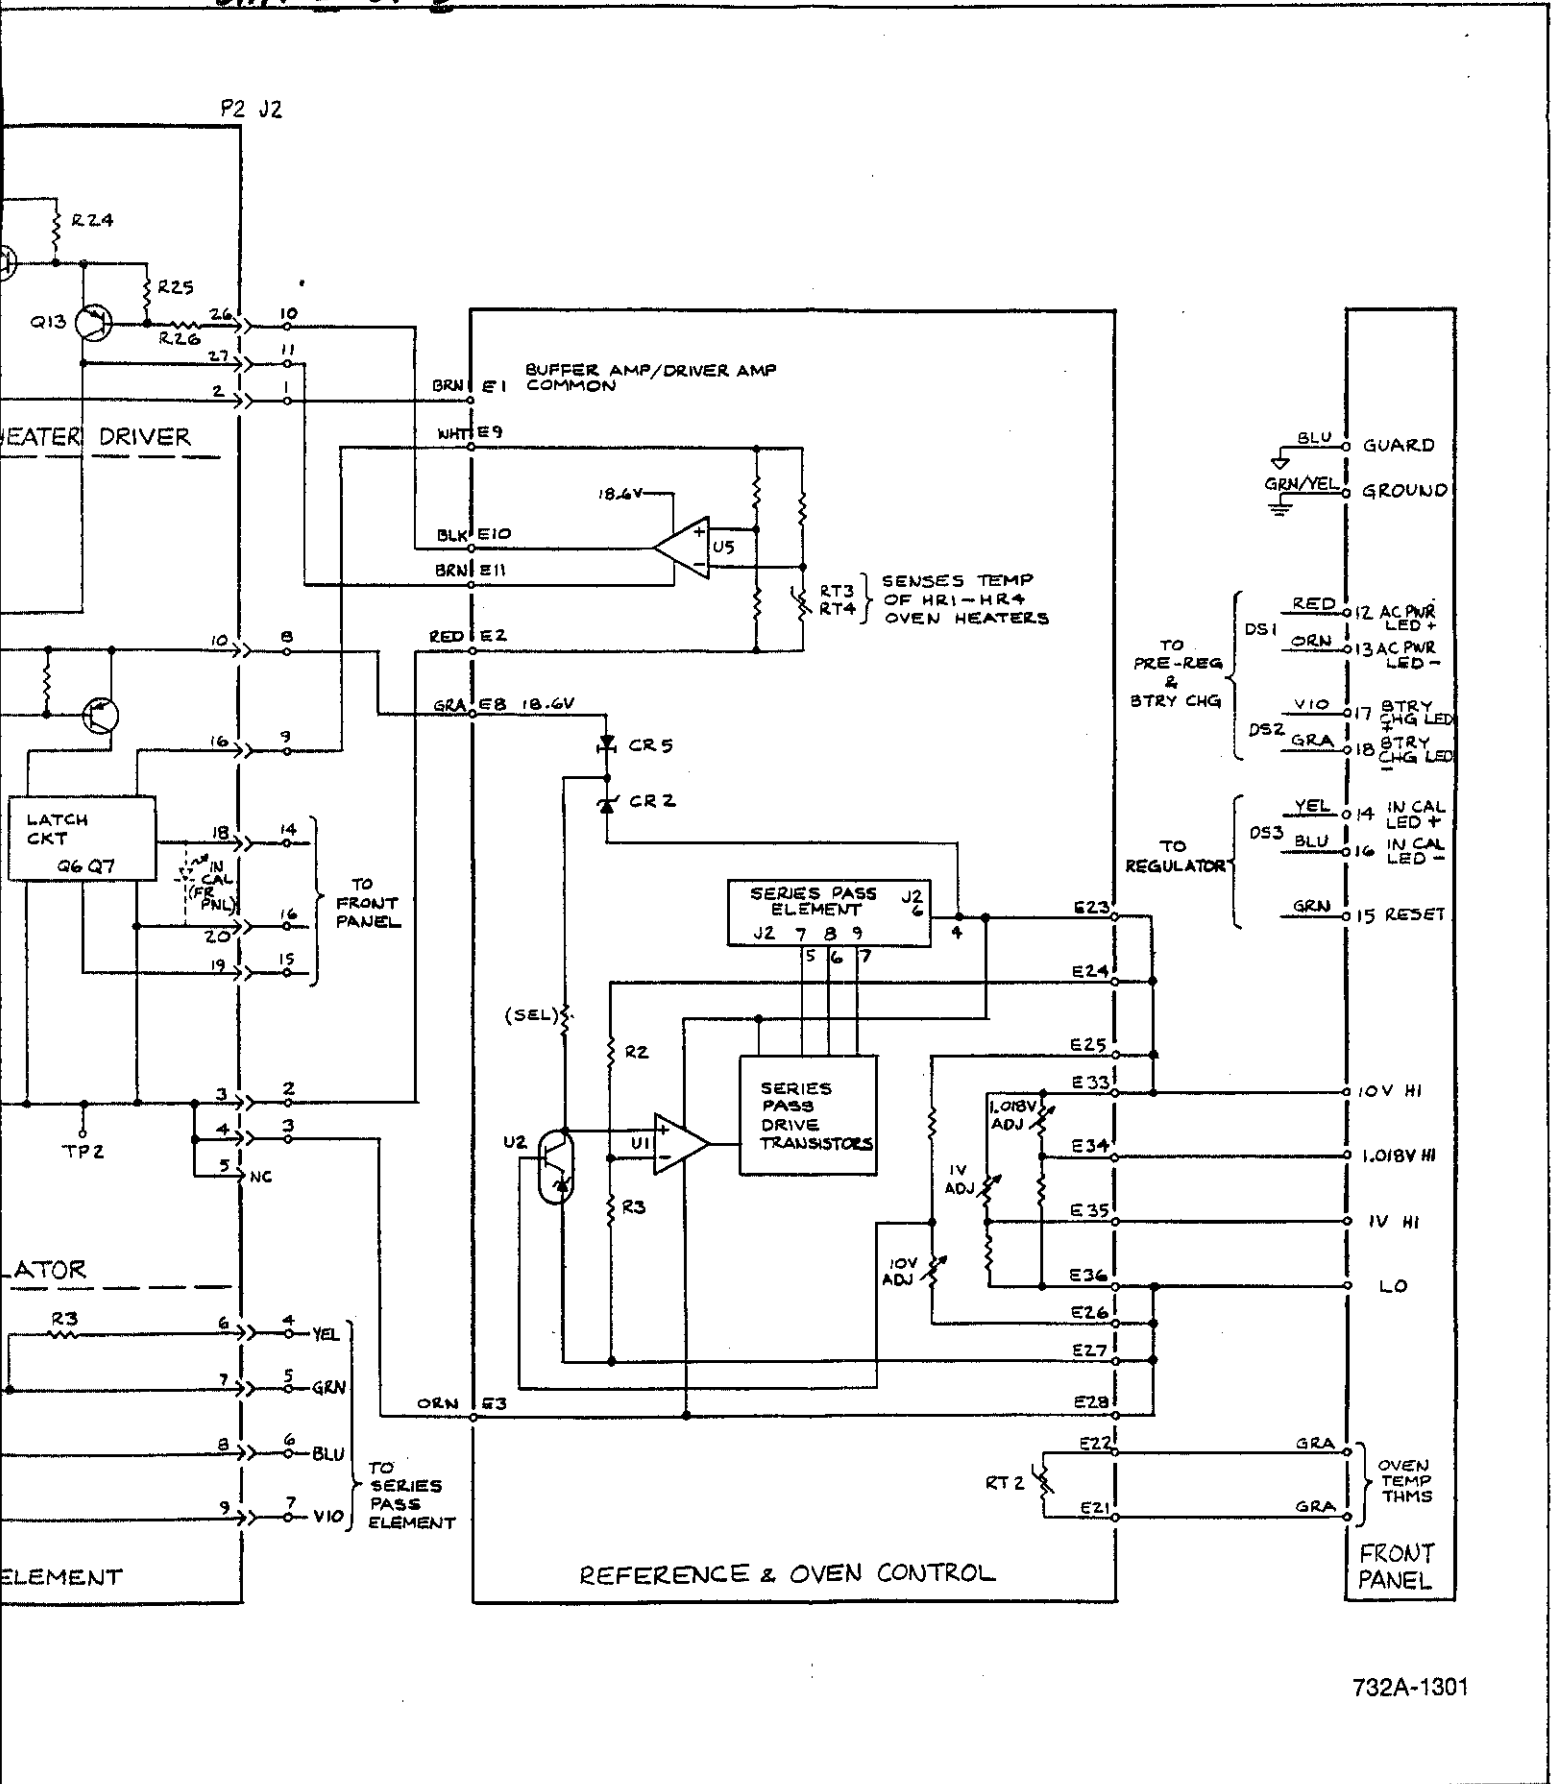 P2 J2
R24
R25
Q13
R26
26
10
27
11
2
1
EATER DRIVER
BUFFER AMP/DRIVER AMP
COMMON
BRN E1
WHT E9
18.6V
BLK E10
BRN E11
U5
+
-
RT3
RT4
SENSES TEMP
OF HR1-HR4
OVEN HEATERS
RED E2
10
8
GRA E8 18.6V
16
9
CR5
CR2
LATCH
CKT
Q6 Q7
18
14
IN
CAL
(FR
PNL)
TO
FRONT
PANEL
20
16
19
15
SERIES PASS
ELEMENT
J2
6
J2 7 8 9
4
5 6 7
E23
E24
(SEL)
R2
E25
SERIES
PASS
DRIVE
TRANSISTORS
E33
1.018V
ADJ
3
2
4
3
5
NC
TP2
U2
U1
+
-
E34
1V
ADJ
R3
E35
10V
ADJ
E36
E26
E27
E28
LATOR
R3
6
4
YEL
7
5
GRN
8
6
BLU
9
7
VIO
TO
SERIES
PASS
ELEMENT
ORN E3
E22
RT2
E21
ELEMENT
REFERENCE & OVEN CONTROL
BLU
GUARD
GRN/YEL
GROUND
TO
PRE-REG
&
BTRY CHG
DS1
RED
12 AC PWR
LED +
ORN
13 AC PWR
LED -
DS2
VIO
17 BTRY
CHG LED
+
GRA
18 BTRY
CHG LED
-
TO
REGULATOR
DS3
YEL
14 IN CAL
LED +
BLU
16 IN CAL
LED -
GRN
15 RESET
10V HI
1.018V HI
1V HI
LO
GRA
GRA
OVEN
TEMP
THMS
FRONT
PANEL
732A-1301